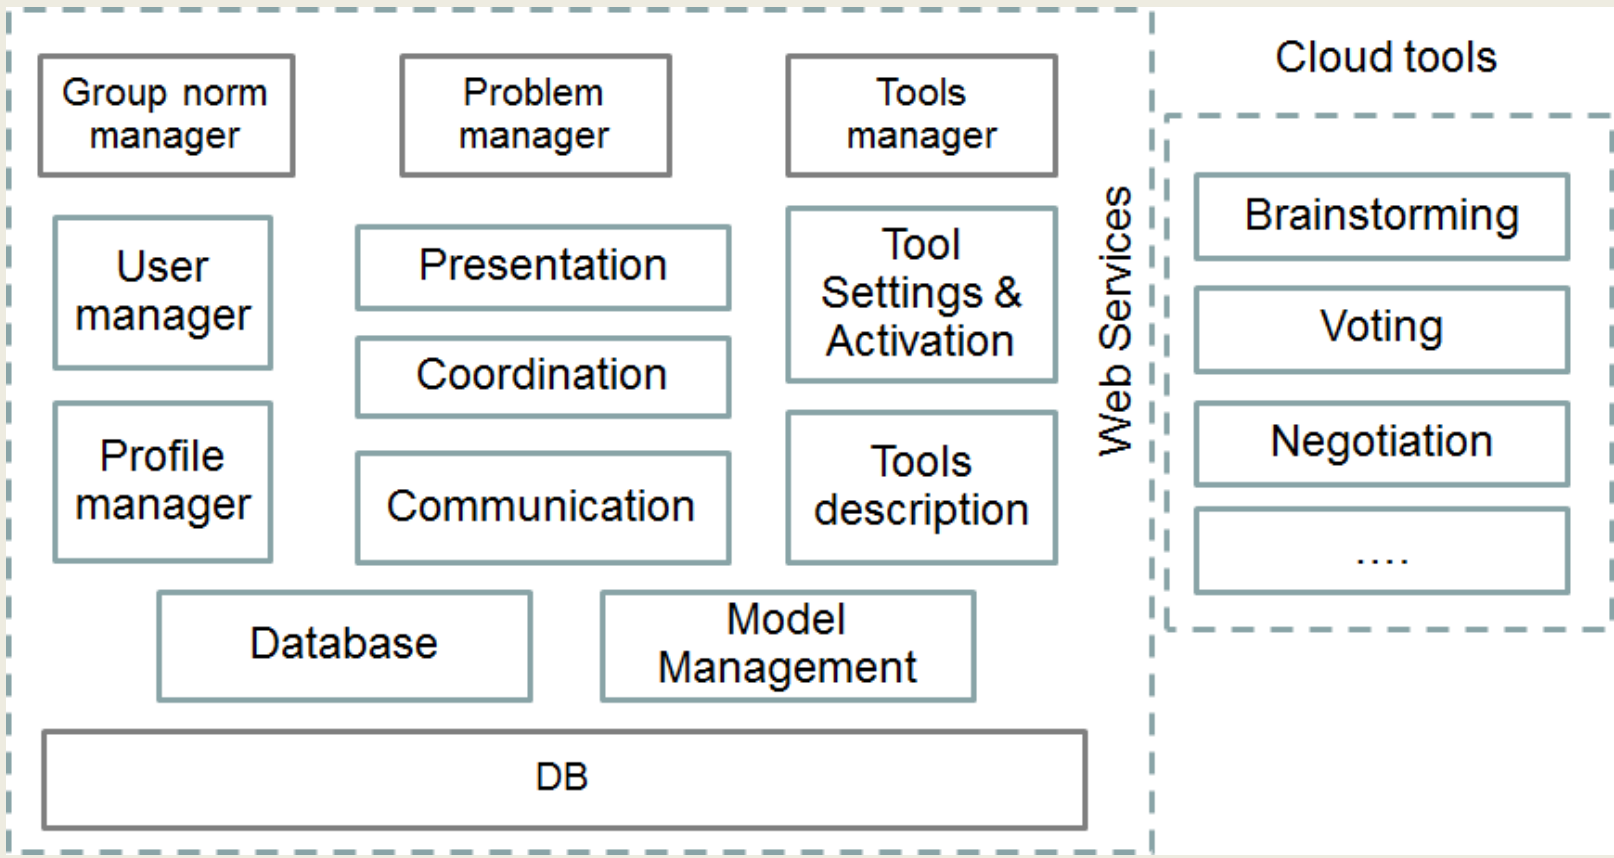 Group norm
manager
Problem
manager
Tools
manager
User
manager
Profile
manager
Presentation
Coordination
Communication
Tool
Settings &
Activation
Tools
description
Database
Model
Management
DB
Web Services
Cloud tools
Brainstorming
Voting
Negotiation
....